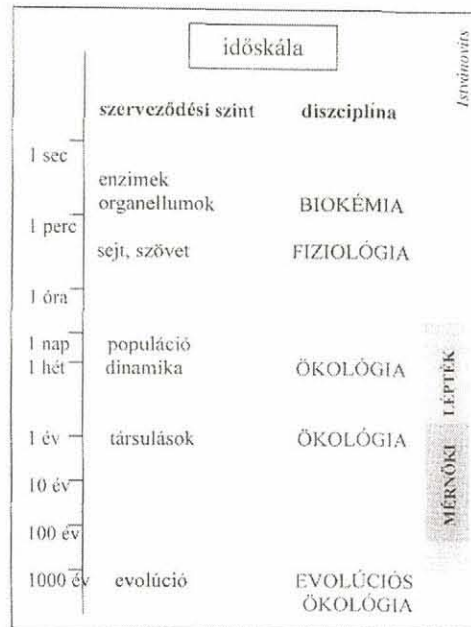 időskála
Istvánovits
szerveződési szint diszciplína
1 sec
enzimek
organellumok BIOKÉMIA
1 perc
sejt, szövet FIZIOLÓGIA
1 óra
1 nap populáció
1 hét dinamika ÖKOLÓGIA
MÉRNÖKI LÉPTÉK
1 év társulások ÖKOLÓGIA
10 év
100 év
1000 év evolúció EVOLÚCIÓS
ÖKOLÓGIA